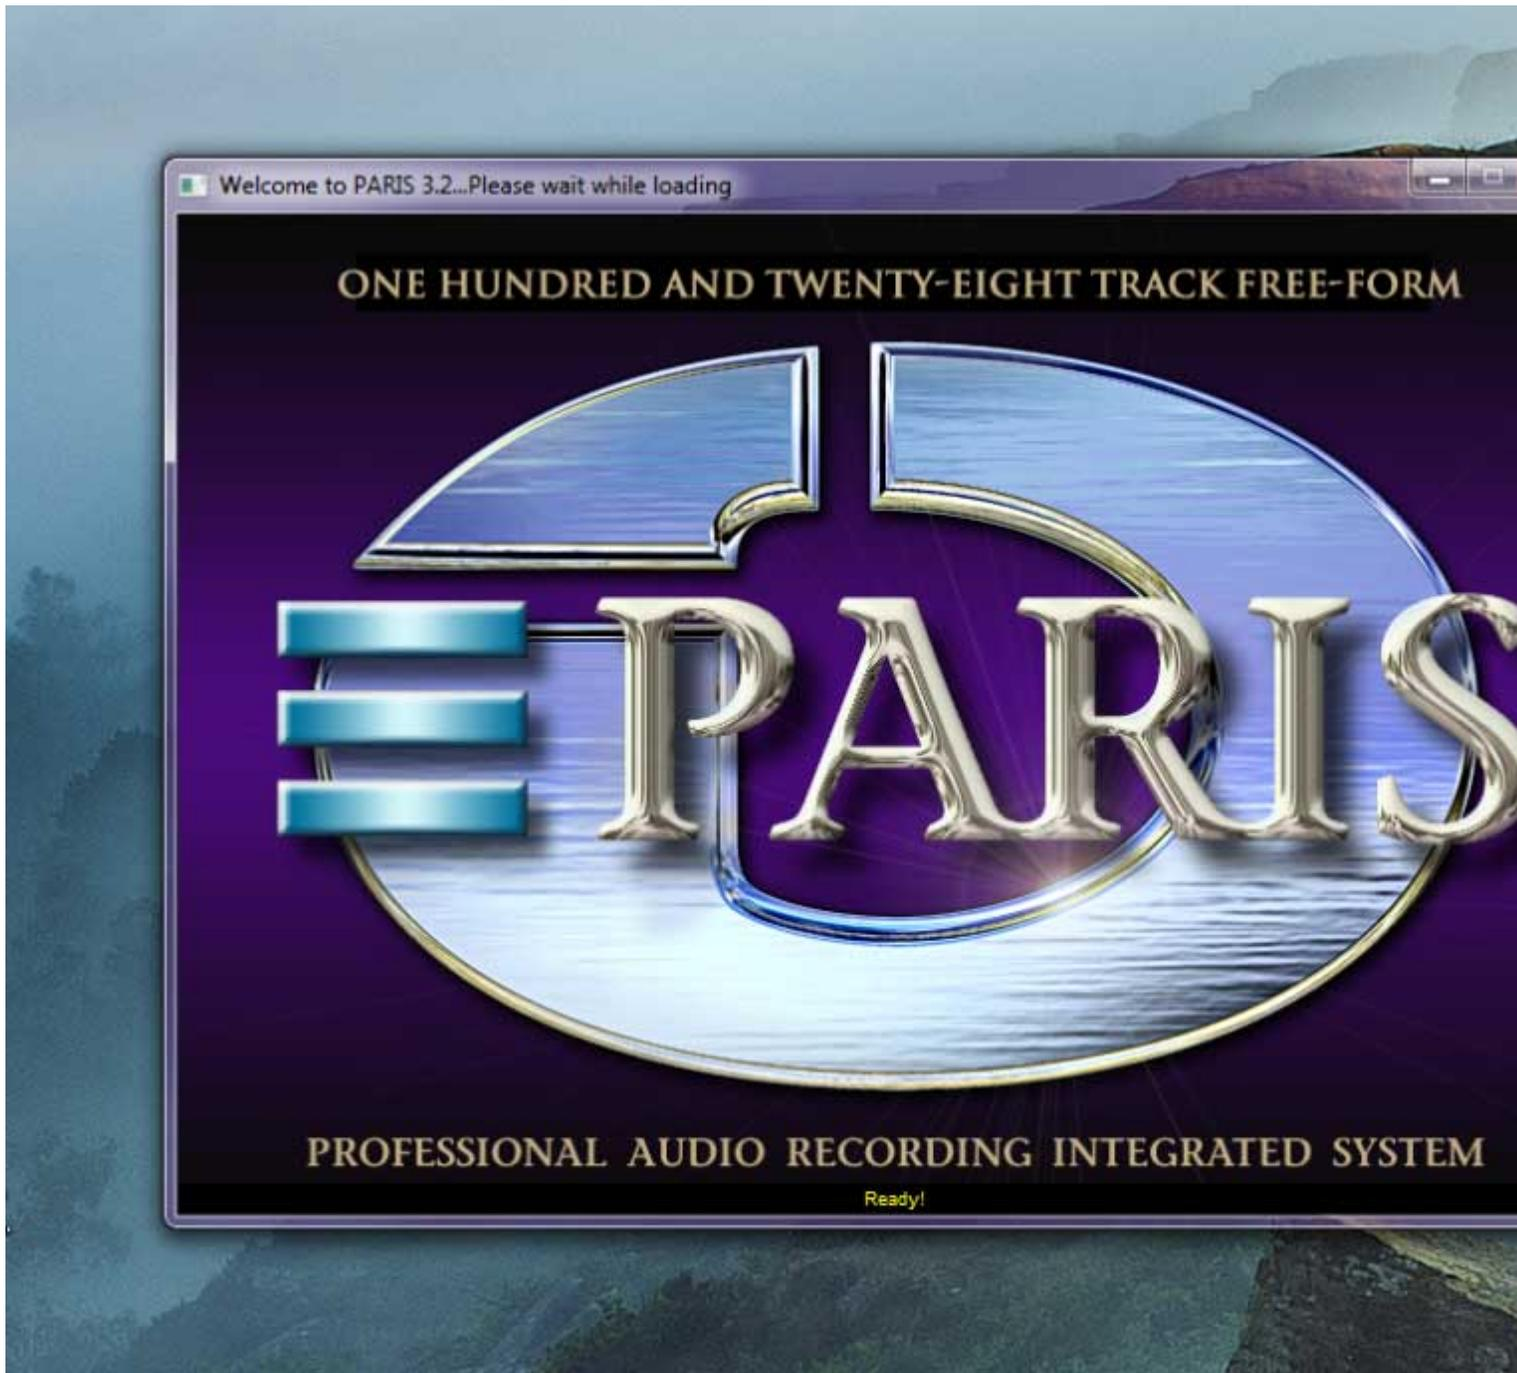 Welcome to PARIS 3.2...Please wait while loading
ONE HUNDRED AND TWENTY-EIGHT TRACK FREE-FORM
PARIS
PROFESSIONAL AUDIO RECORDING INTEGRATED SYSTEM
Ready!